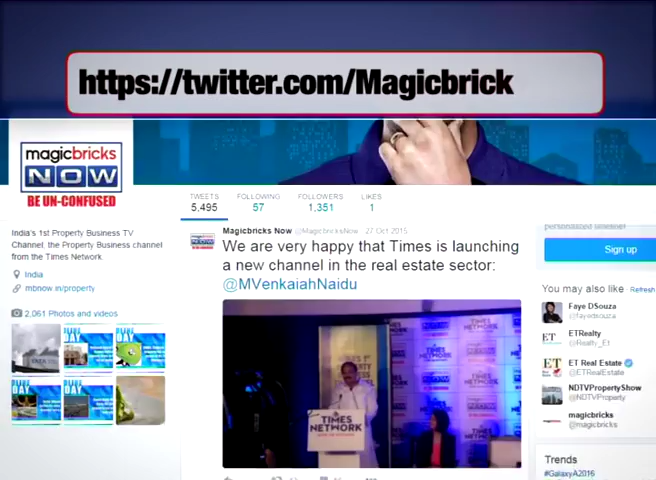 https://twitter.com/Magicbrick
magicbricks
NOW
BE UN-CONFUSED
TWEETS
5,495
FOLLOWING
57
FOLLOWERS
1,351
LIKES
1
India's 1st Property Business TV
Channel, the Property Business channel
from the Times Network
India
mbnow.in/property
2,061 Photos and videos
Magicbricks Now @MagicbricksNow 27 Oct 2015
We are very happy that Times is launching
a new channel in the real estate sector:
@MVenkaiahNaidu
TIMES
NETWORK
Sign up
You may also like Refresh
Faye DSouza
@fayedsouza
ETRealty
@Realty_Et
ET Real Estate
@ETRealEstate
NDTVPropertyShow
@NDTVProperty
magicbricks
@magicbricks
Trends
#GalaxyA2016